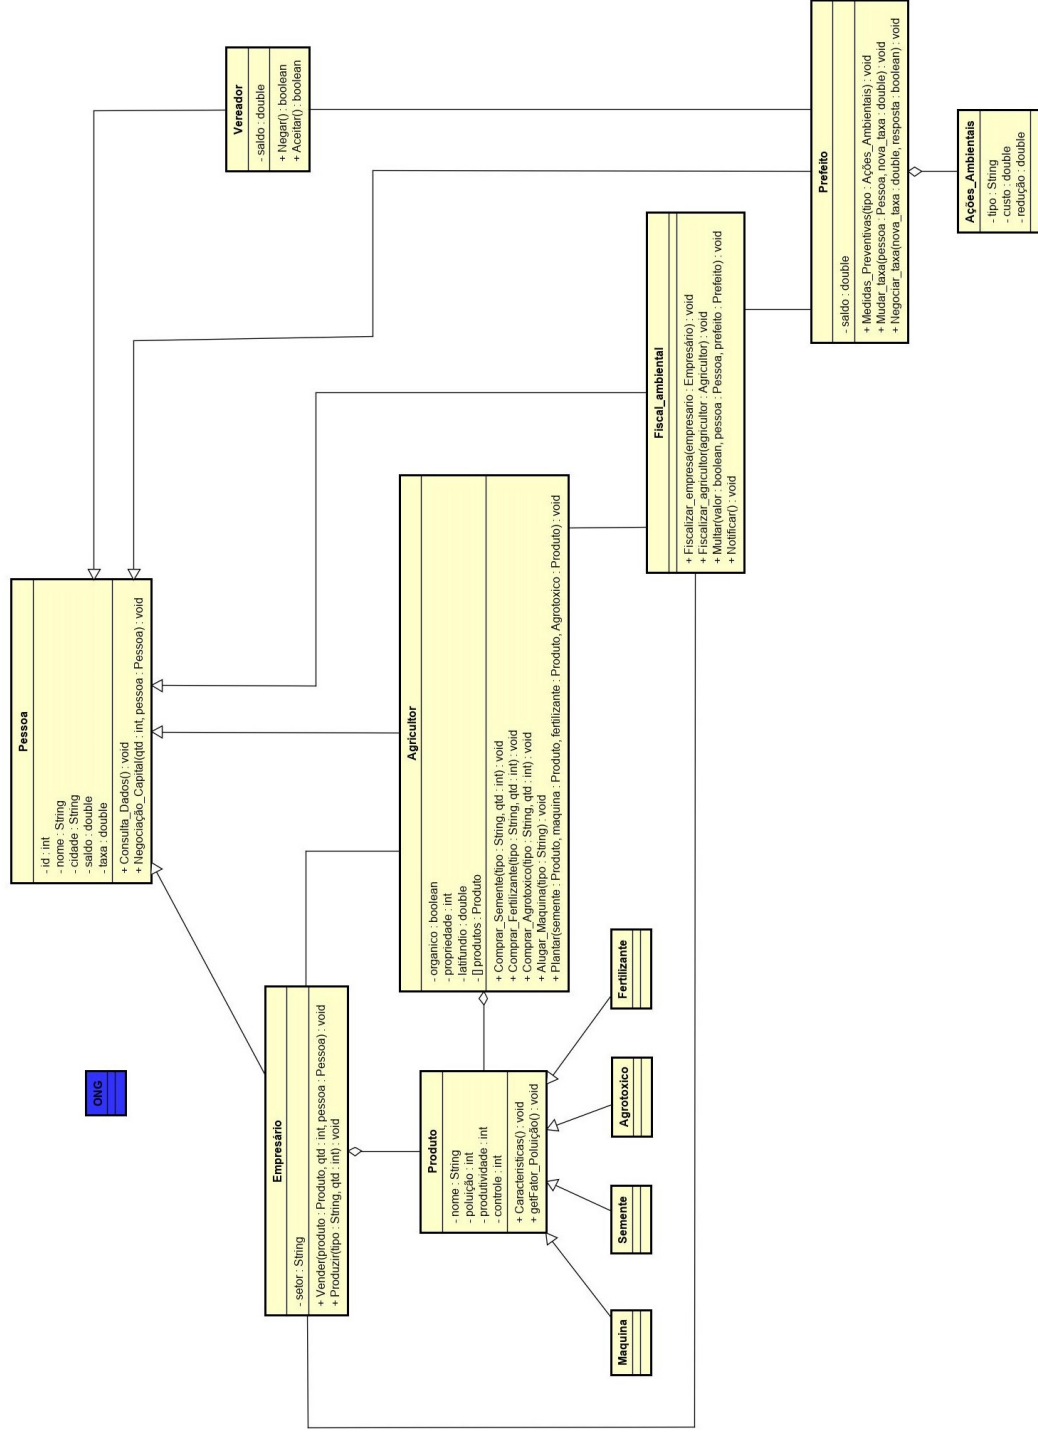 Pessoa
- id : int
- nome : String
- cidade : String
- saldo : double
- taxa : double
+ Consulta_Dados() : void
+ Negociação_Capital(qtd : int, pessoa : Pessoa) : void
ONG
Vereador
- saldo : double
+ Negar() : boolean
+ Aceitar() : boolean
Empresário
- setor : String
+ Vender(produto : Produto, qtd : int, pessoa : Pessoa) : void
+ Produzir(tipo : String, qtd : int) : void
Agricultor
- organico : boolean
- propriedade : int
- latifundio : double
- [] produtos : Produto
+ Comprar_Semente(tipo : String, qtd : int) : void
+ Comprar_Fertilizante(tipo : String, qtd : int) : void
+ Comprar_Agrotoxico(tipo : String, qtd : int) : void
+ Alugar_Maquina(tipo : String) : void
+ Plantar(semente : Produto, maquina : Produto, fertilizante : Produto, Agrotoxico : Produto) : void
Produto
- nome : String
- poluição : int
- produtividade : int
- controle : int
+ Caracteristicas() : void
+ getFator_Poluição() : void
Maquina
Semente
Agrotoxico
Fertilizante
Fiscal_ambiental
+ Fiscalizar_empresa(empresario : Empresário) : void
+ Fiscalizar_agricultor(agricultor : Agricultor) : void
+ Multar(valor : boolean, pessoa : Pessoa, prefeito : Prefeito) : void
+ Notificar() : void
Prefeito
- saldo : double
+ Medidas_Preventivas(tipo : Ações_Ambientais) : void
+ Mudar_taxa(pessoa : Pessoa, nova_taxa : double) : void
+ Negociar_taxa(nova_taxa : double, resposta : boolean) : void
Ações_Ambientais
- tipo : String
- custo : double
- redução : double